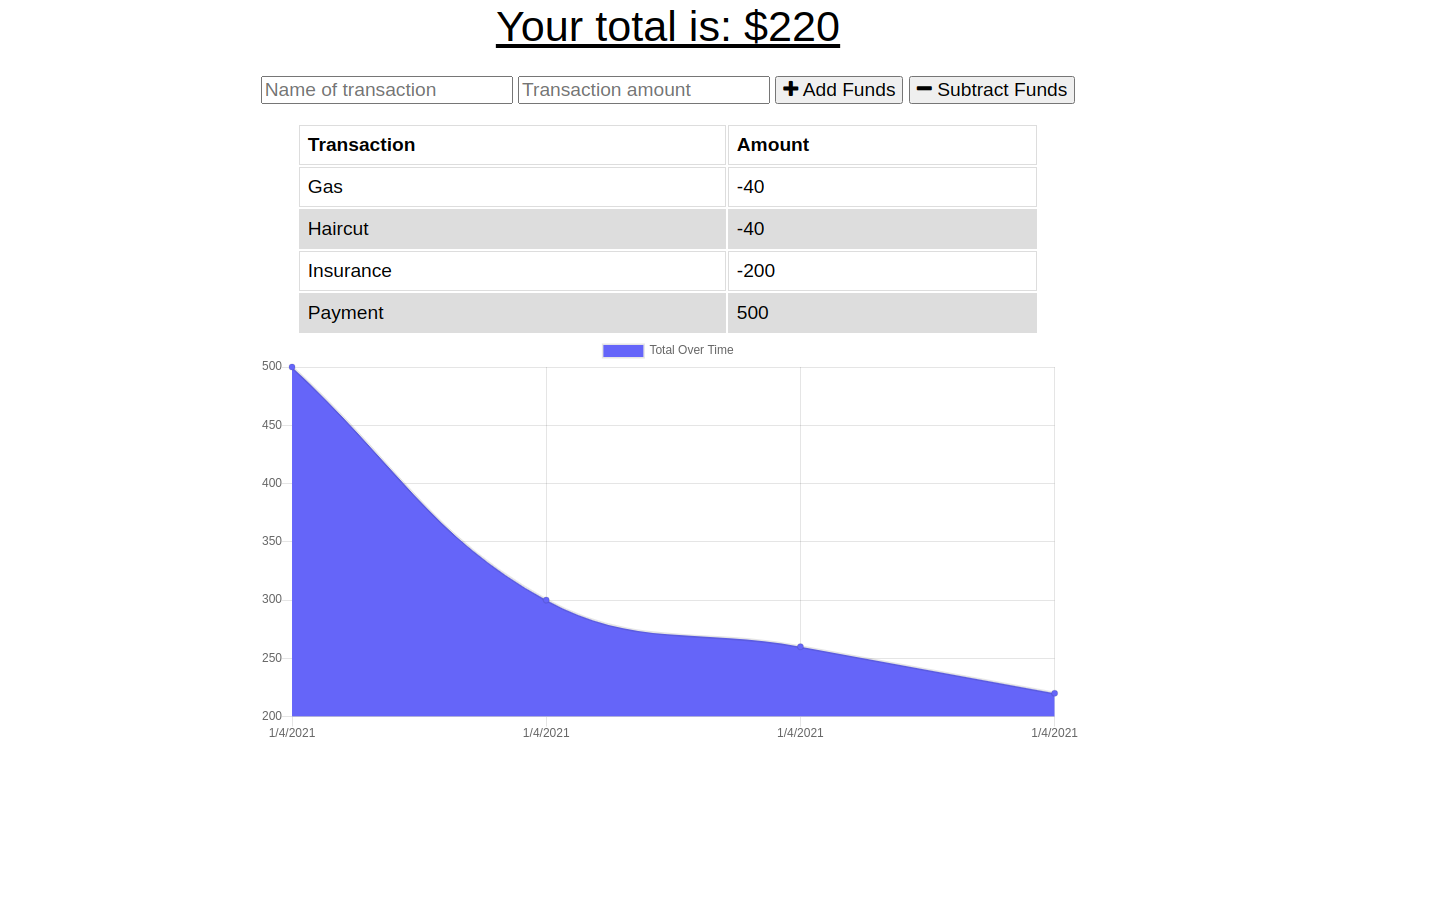 Your total is: $220
Name of transaction Transaction amount Add Funds Subtract Funds
Transaction Amount
Gas -40
Haircut -40
Insurance -200
Payment 500
Total Over Time
500
450
400
350
300
250
200
1/4/2021 1/4/2021 1/4/2021 1/4/2021